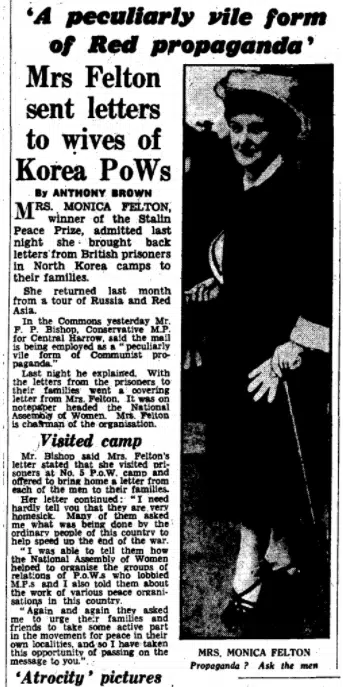 'A peculiarly vile form
of Red propaganda'
Mrs Felton
sent letters
to wives of
Korea PoWs
By ANTHONY BROWN
MRS. MONICA FELTON,
winner of the Stalin
Peace Prize, admitted last
night she brought back
letters from British prisoners
in North Korea camps to
their families.
She returned last month
from a tour of Russia and Red
Asia.
In the Commons yesterday Mr.
F. P. Bishop, Conservative M.P.
for Central Harrow, said the mail
is being employed as a "peculiarly
vile form of Communist pro-
paganda."
Last night he explained. With
the letters from the prisoners to
their families went a covering
letter from Mrs. Felton. It was on
notepaper headed the National
Assembly of Women. Mrs. Felton
is chairman of the organisation.
Visited camp
Mr. Bishop said Mrs. Felton's
letter stated that she visited pri-
soners at No. 5 P.o.W. camp and
offered to bring home a letter from
each of the men to their families.
Her letter continued: "I need
hardly tell you that they are very
homesick. Many of them asked
me what was being done by the
ordinary people of this country to
help speed up the end of the war.
"I was able to tell them how
the National Assembly of Women
helped to organise the groups of
relations of P.o.W.s who lobbied
M.P.s and I also told them about
the work of various peace organi-
sations in this country.
"Again and again they asked
me to urge their families and
friends to take some active part
in the movement for peace in their
own localities, and so I have taken
this opportunity of passing on the
message to you."
'Atrocity' pictures
MRS. MONICA FELTON
Propaganda? Ask the men